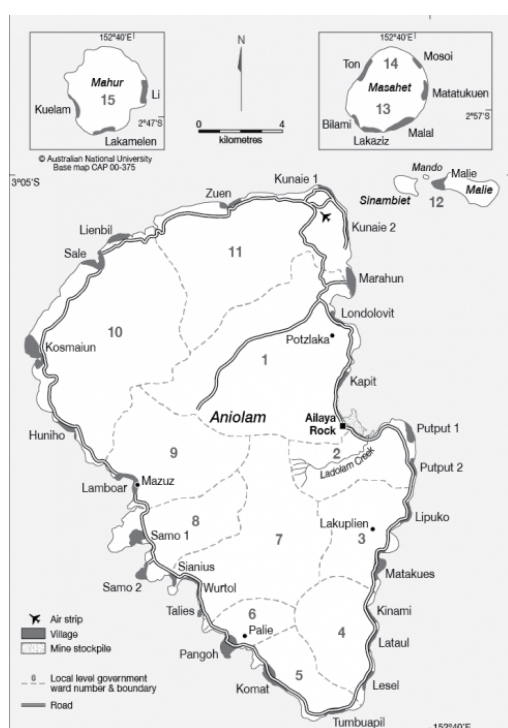 152°40'E
Mahur
15
Li
Kuelam
2°47'S
Lakamelen
N
0
4
kilometres
152°40'E
Ton
14
Mosoi
Masahet
Matatukuen
13
2°57'S
Bilami
Malal
Lakaziz
© Australian National University
Base map CAP 00-375
3°05'S
Mando
Malie
Sinambiet
Malie
12
Kunaie 1
Zuen
Kunaie 2
Lienbil
Sale
11
Marahun
Londolovit
10
Potzlaka
Kosmaiun
1
Kapit
Aniolam
Ailaya
Rock
Huniho
Putput 1
2
9
Ladolam Creek
Putput 2
Lamboar
Mazuz
Lipuko
8
Lakuplien
7
3
Samo 1
Matakues
Sianius
Samo 2
Wurtol
Kinami
Talies
6
4
Palie
Lataul
Pangoh
5
Lesel
Komat
Tumbuapil
152°40'E
Air strip
Village
Mine stockpile
6 Local level government
ward number & boundary
Road